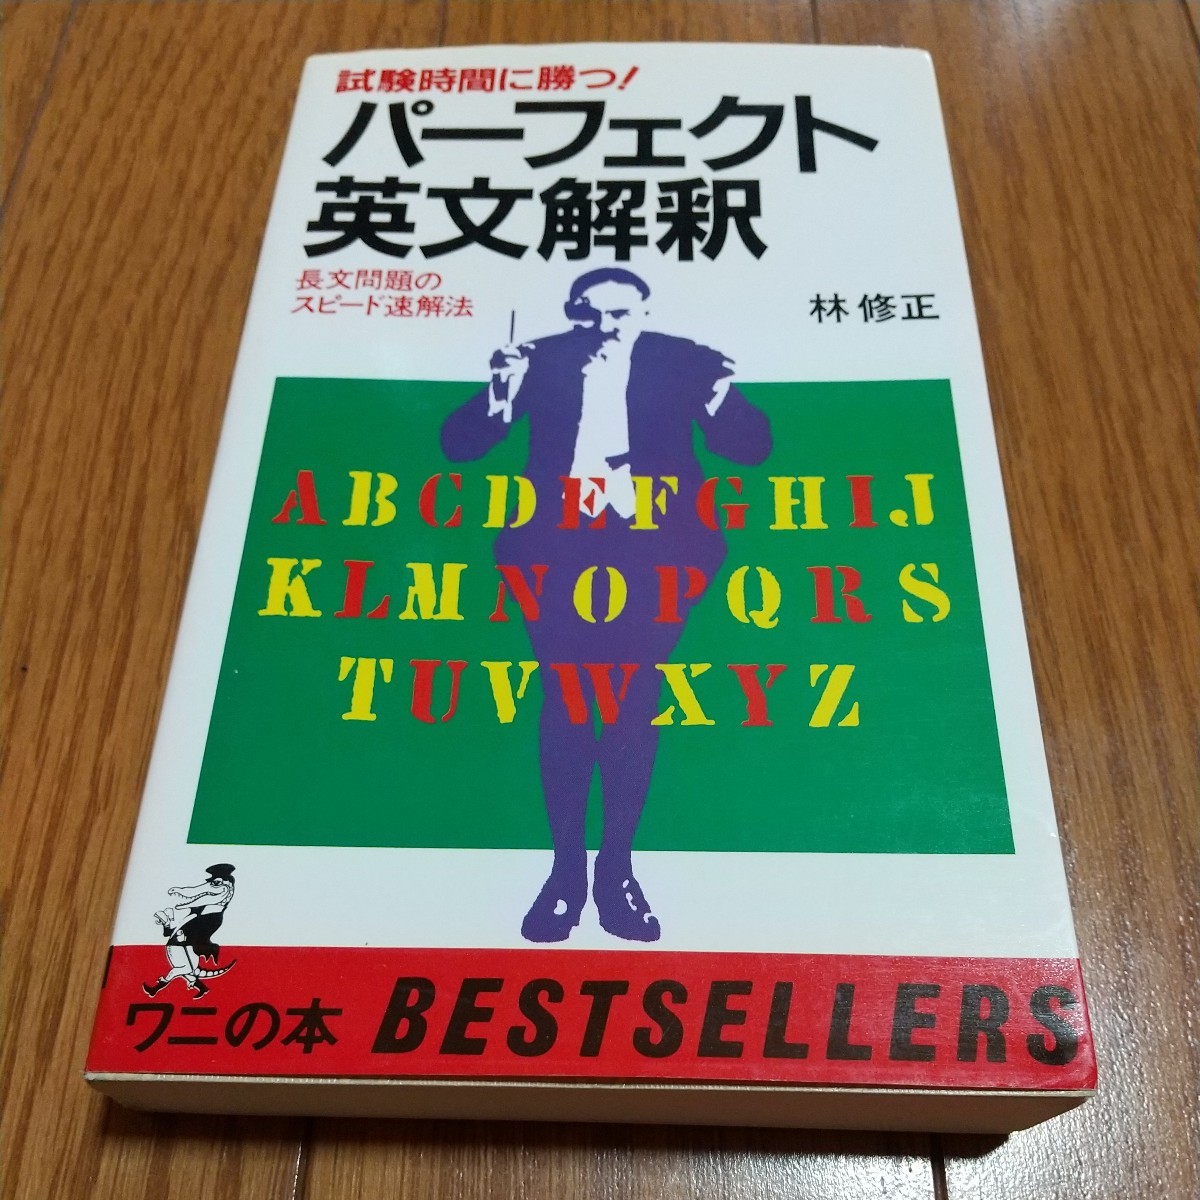 試験時間に勝つ!
パーフェクト
英文解釈
長文問題の
スピード速解法
林 修正
ABCDEFGHIJ
KLMNOPQRS
TUVWXYZ
ワニの本 BESTSELLERS